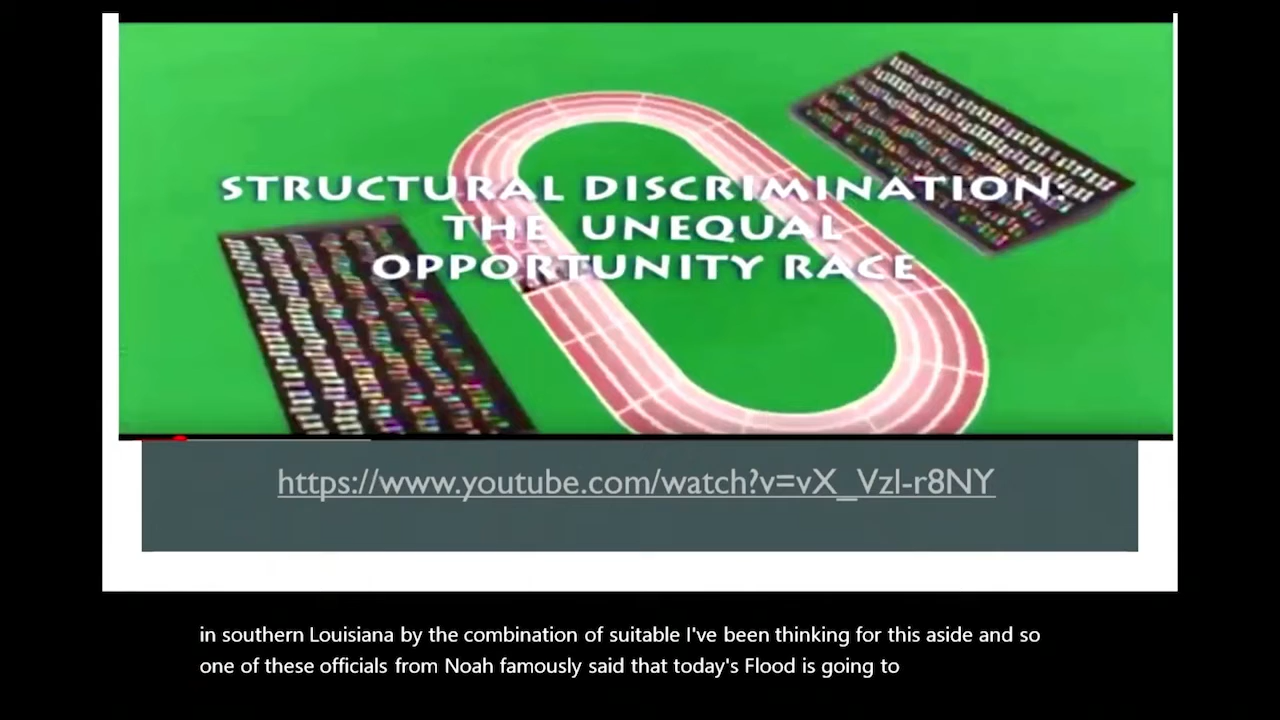 STRUCTURAL DISCRIMINATION:
THE UNEQUAL
OPPORTUNITY RACE
https://www.youtube.com/watch?v=vX_Vzl-r8NY
in southern Louisiana by the combination of suitable I've been thinking for this aside and so
one of these officials from Noah famously said that today's Flood is going to